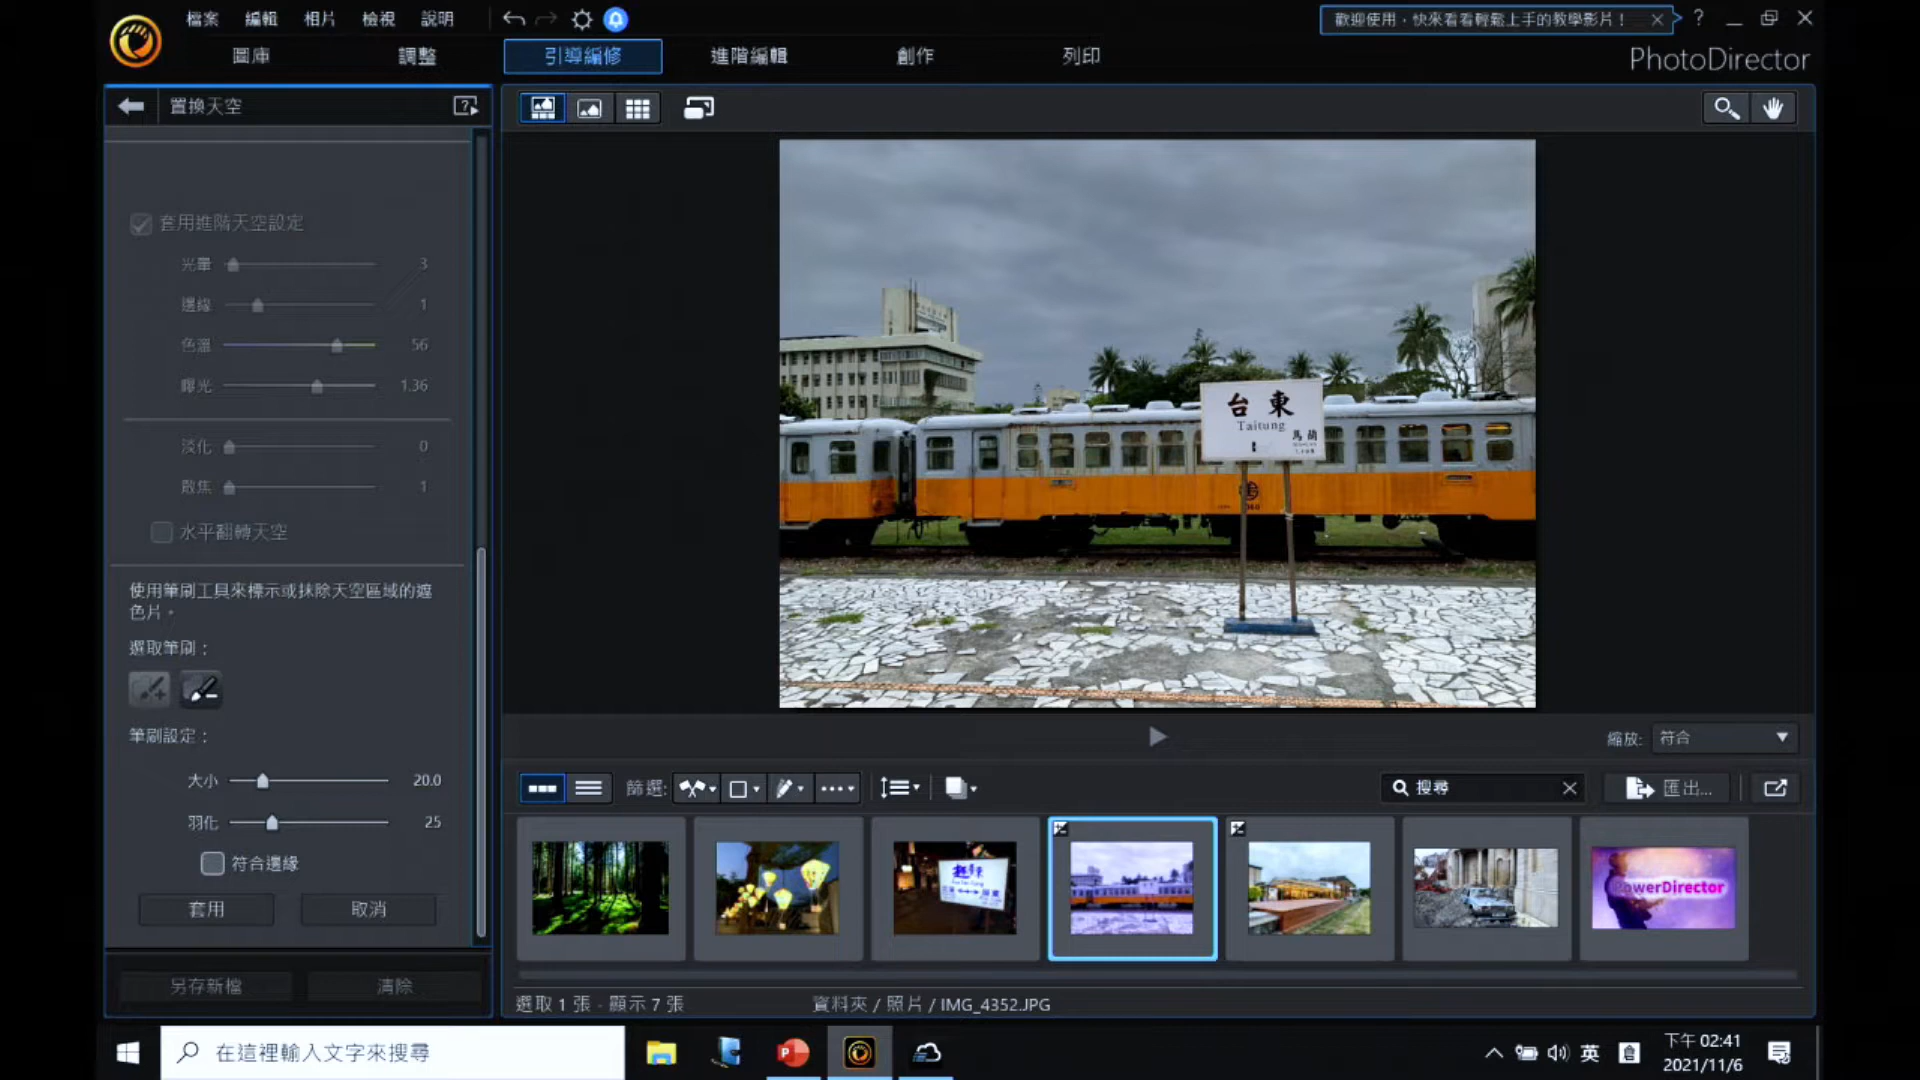 檔案 編輯 相片 檢視 說明
歡迎使用，快來看看輕鬆上手的教學影片！
?
圖庫 調整 引導編修 進階編輯 創作 列印
PhotoDirector
置換天空
套用進階天空設定
光暈 3
邊緣 1
色溫 56
曝光 1.36
淡化 0
散焦 1
水平翻轉天空
使用筆刷工具來標示或抹除天空區域的遮
色片。
選取筆刷：
筆刷設定：
大小 20.0
羽化 25
符合邊緣
套用 取消
另存新檔 清除
台東
Taitung
馬蘭
縮放: 符合
篩選:
搜尋
匯出...
PowerDirector
選取 1 張 - 顯示 7 張
資料夾 / 照片 / IMG_4352.JPG
在這裡輸入文字來搜尋
英
下午 02:41
2021/11/6